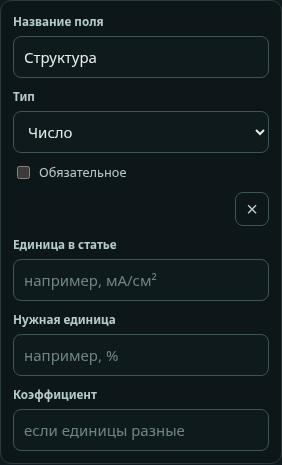 Название поля
Структура
Тип
Число
Обязательное
×
Единица в статье
например, мА/см²
Нужная единица
например, %
Коэффициент
если единицы разные